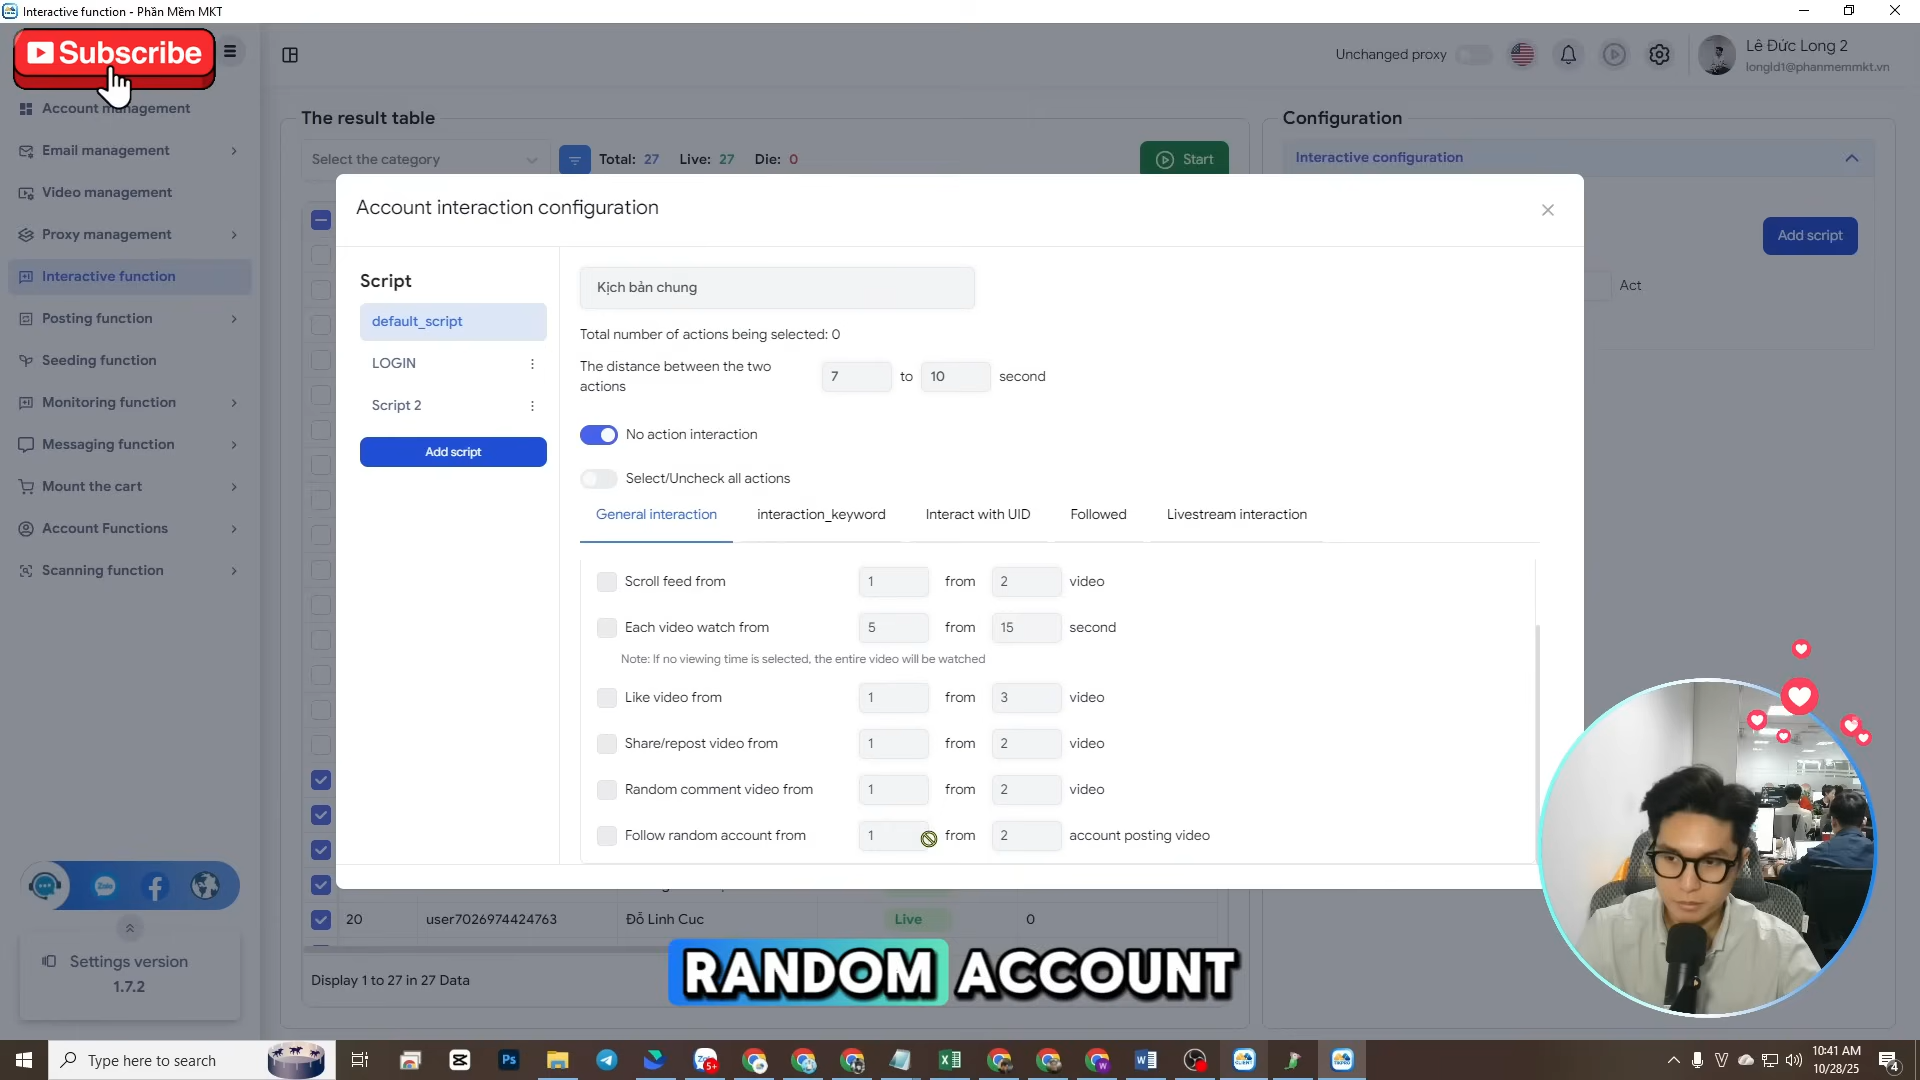 Interactive function - Phần Mềm MKT
Subscribe
Unchanged proxy
Lê Đức Long 2
longld1@phanmemmkt.vn
Account management
Email management
Video management
Proxy management
Interactive function
Posting function
Seeding function
Monitoring function
Messaging function
Mount the cart
Account Functions
Scanning function
Settings version
1.7.2
The result table
Select the category
Total: 27 Live: 27 Die: 0
Start
Configuration
Interactive configuration
Add script
Act
Account interaction configuration
Script
default_script
LOGIN
Script 2
Add script
Kịch bản chung
Total number of actions being selected: 0
The distance between the two
actions
7 to 10 second
No action interaction
Select/Uncheck all actions
General interaction interaction_keyword Interact with UID Followed Livestream interaction
Scroll feed from 1 from 2 video
Each video watch from 5 from 15 second
Note: If no viewing time is selected, the entire video will be watched
Like video from 1 from 3 video
Share/repost video from 1 from 2 video
Random comment video from 1 from 2 video
Follow random account from 1 from 2 account posting video
20 user7026974424763 Đỗ Linh Cuc Live 0
Display 1 to 27 in 27 Data
RANDOM ACCOUNT
Type here to search
Ps
Zalo
5+
10:41 AM
10/28/25
4